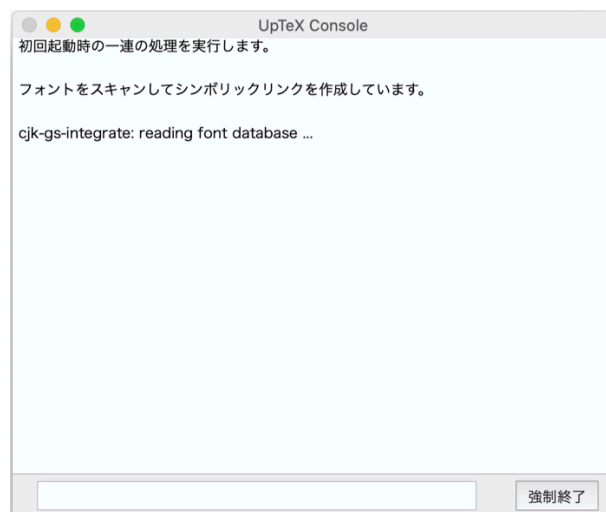 UpTeX Console
初回起動時の一連の処理を実行します。
フォントをスキャンしてシンボリックリンクを作成しています。
cjk-gs-integrate: reading font database ...
強制終了